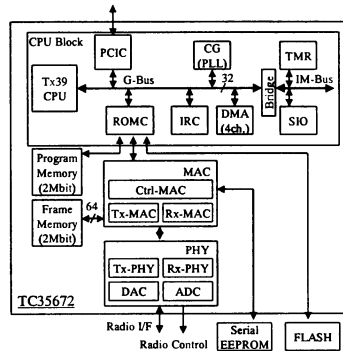 CPU Block
PCIC
CG
(PLL)
TMR
Tx39
CPU
G-Bus
32
Bridge
IM-Bus
ROMC
IRC
DMA
(4ch.)
SIO
Program
Memory
(2Mbit)
MAC
Ctrl-MAC
Tx-MAC
Rx-MAC
Frame
Memory
(2Mbit)
64
PHY
Tx-PHY
Rx-PHY
DAC
ADC
TC35672
Radio I/F
Radio Control
Serial
EEPROM
FLASH